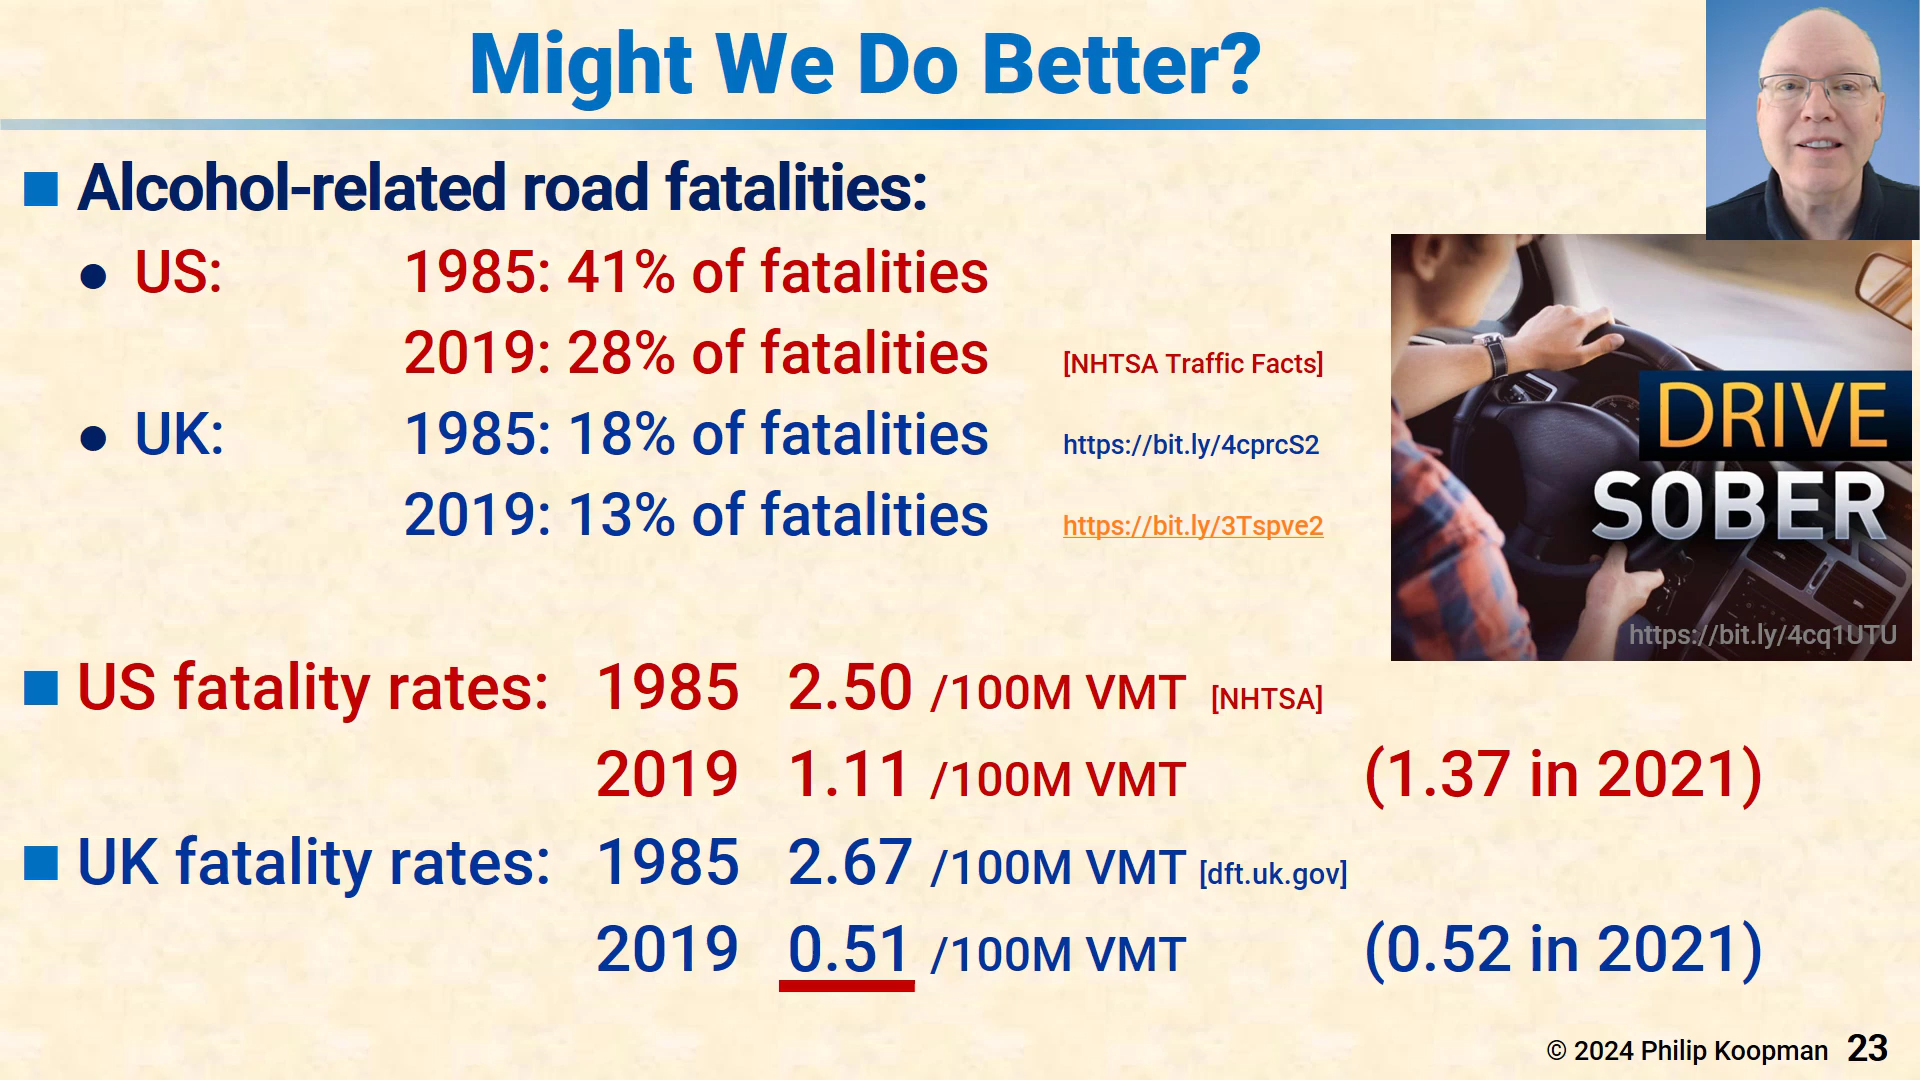 Might We Do Better?
Alcohol-related road fatalities:
US: 1985: 41% of fatalities
2019: 28% of fatalities [NHTSA Traffic Facts]
UK: 1985: 18% of fatalities https://bit.ly/4cprcS2
2019: 13% of fatalities https://bit.ly/3Tspve2
DRIVE
SOBER
https://bit.ly/4cq1UTU
US fatality rates: 1985 2.50 /100M VMT [NHTSA]
2019 1.11 /100M VMT (1.37 in 2021)
UK fatality rates: 1985 2.67 /100M VMT [dft.uk.gov]
2019 0.51 /100M VMT (0.52 in 2021)
© 2024 Philip Koopman 23